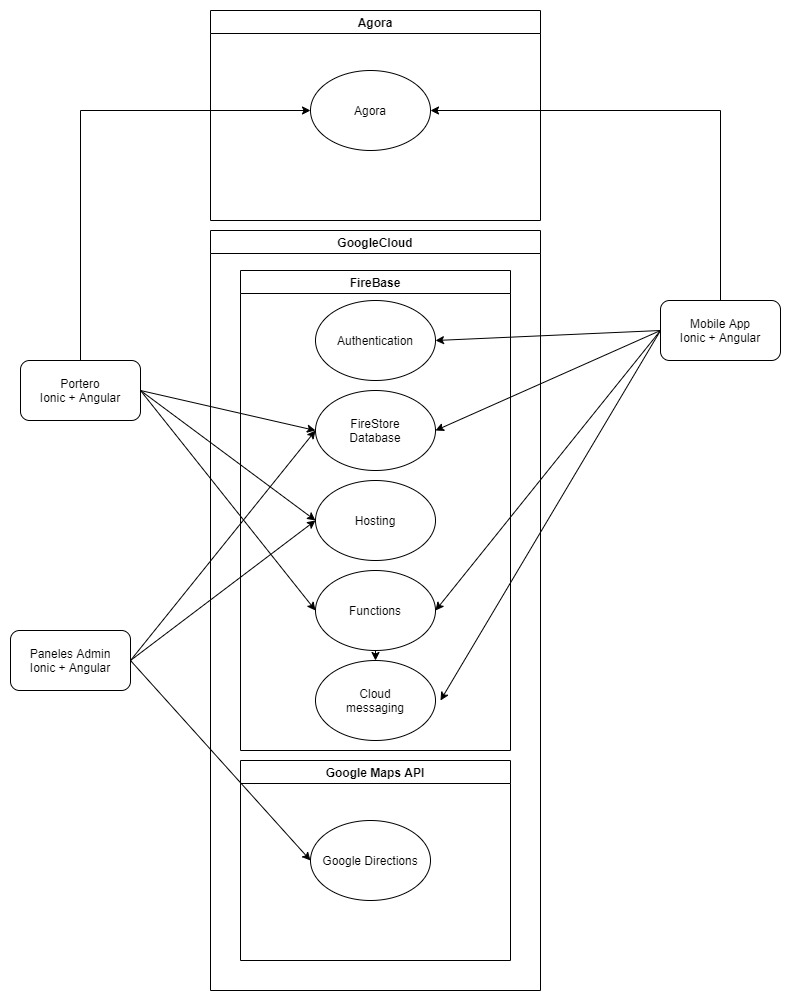 Agora
Agora
GoogleCloud
FireBase
Authentication
Mobile App
Ionic + Angular
Portero
Ionic + Angular
FireStore
Database
Hosting
Functions
Paneles Admin
Ionic + Angular
Cloud
messaging
Google Maps API
Google Directions